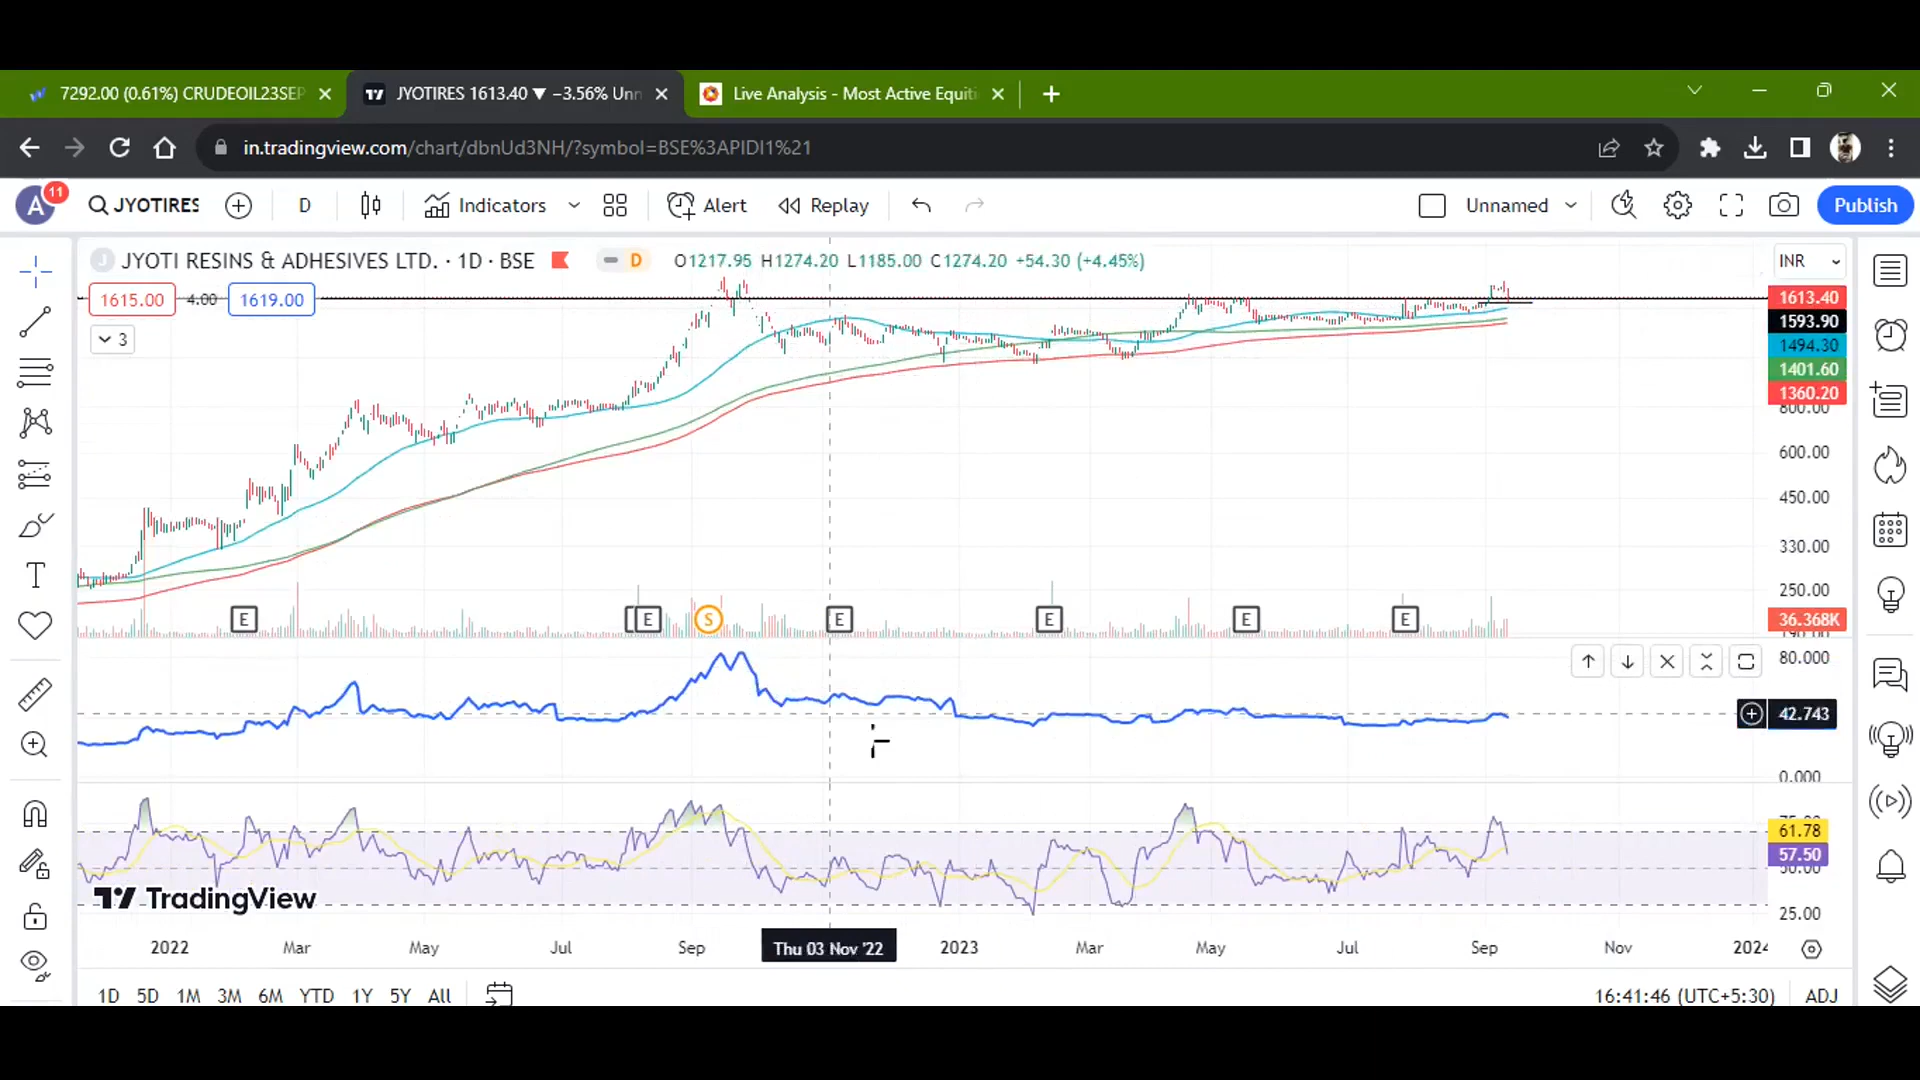 7292.00 (0.61%) CRUDEOIL23SEP
JYOTIRES 1613.40 ▼ −3.56% Unn
Live Analysis - Most Active Equiti
in.tradingview.com/chart/dbnUd3NH/?symbol=BSE%3APIDI1%21
A
11
JYOTIRES
D
Indicators
Alert
Replay
Unnamed
Publish
J
JYOTI RESINS & ADHESIVES LTD. · 1D · BSE
D
O1217.95 H1274.20 L1185.00 C1274.20 +54.30 (+4.45%)
INR
1615.00
4.00
1619.00
3
1613.40
1593.90
1494.30
1401.60
1360.20
800.00
600.00
450.00
330.00
250.00
36.368K
E
E
S
E
E
E
E
80.000
42.743
0.000
61.78
57.50
50.00
25.00
TradingView
2022
Mar
May
Jul
Sep
Thu 03 Nov '22
2023
Mar
May
Jul
Sep
Nov
2024
1D 5D 1M 3M 6M YTD 1Y 5Y All
16:41:46 (UTC+5:30)
ADJ